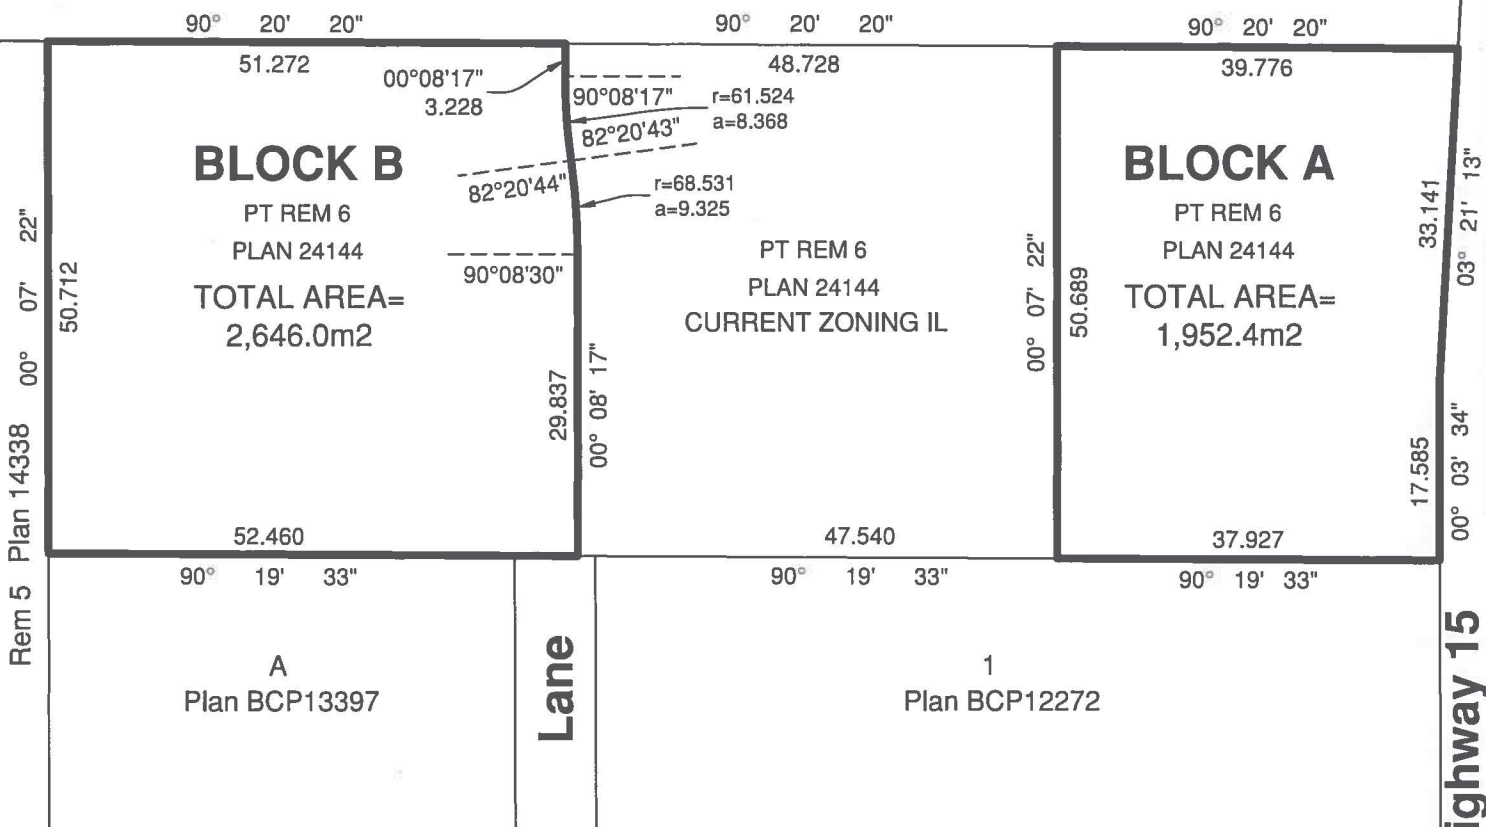 90° 20' 20"
90° 20' 20"
90° 20' 20"
51.272
48.728
39.776
00°08'17"
3.228
90°08'17"
r=61.524
a=8.368
82°20'43"
82°20'44"
r=68.531
a=9.325
90°08'30"
BLOCK B
PT REM 6
PLAN 24144
TOTAL AREA=
2,646.0m2
00° 07' 22"
50.712
29.837
00° 08' 17"
52.460
90° 19' 33"
PT REM 6
PLAN 24144
CURRENT ZONING IL
47.540
90° 19' 33"
00° 07' 22"
50.689
BLOCK A
PT REM 6
PLAN 24144
TOTAL AREA=
1,952.4m2
33.141
03° 21' 13"
17.585
00° 03' 34"
37.927
90° 19' 33"
Rem 5 Plan 14338
A
Plan BCP13397
Lane
1
Plan BCP12272
ighway 15